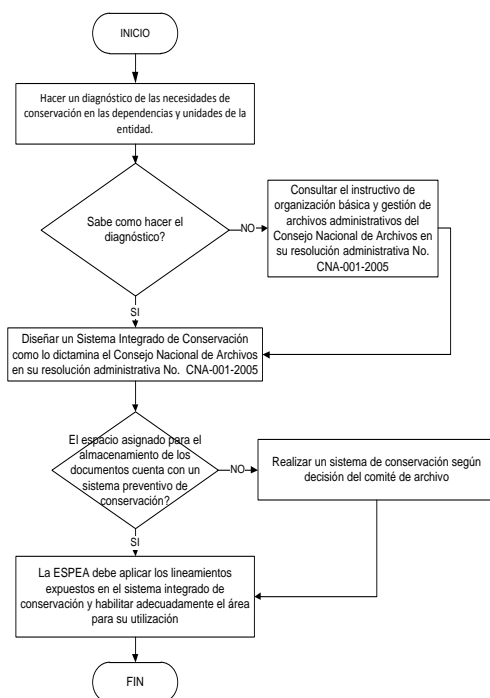 INICIO
Hacer un diagnóstico de las necesidades de
conservación en las dependencias y unidades de la
entidad.
Sabe como hacer el
diagnóstico?
NO
Consultar el instructivo de
organización básica y gestión de
archivos administrativos del
Consejo Nacional de Archivos en
su resolución administrativa No.
CNA-001-2005
SI
Diseñar un Sistema Integrado de Conservación
como lo dictamina el Consejo Nacional de Archivos
en su resolución administrativa No. CNA-001-2005
El espacio asignado para el
almacenamiento de los
documentos cuenta con un
sistema preventivo de
conservación?
NO
Realizar un sistema de conservación según
decisión del comité de archivo
SI
La ESPEA debe aplicar los lineamientos
expuestos en el sistema integrado de
conservación y habilitar adecuadamente el área
para su utilización
FIN